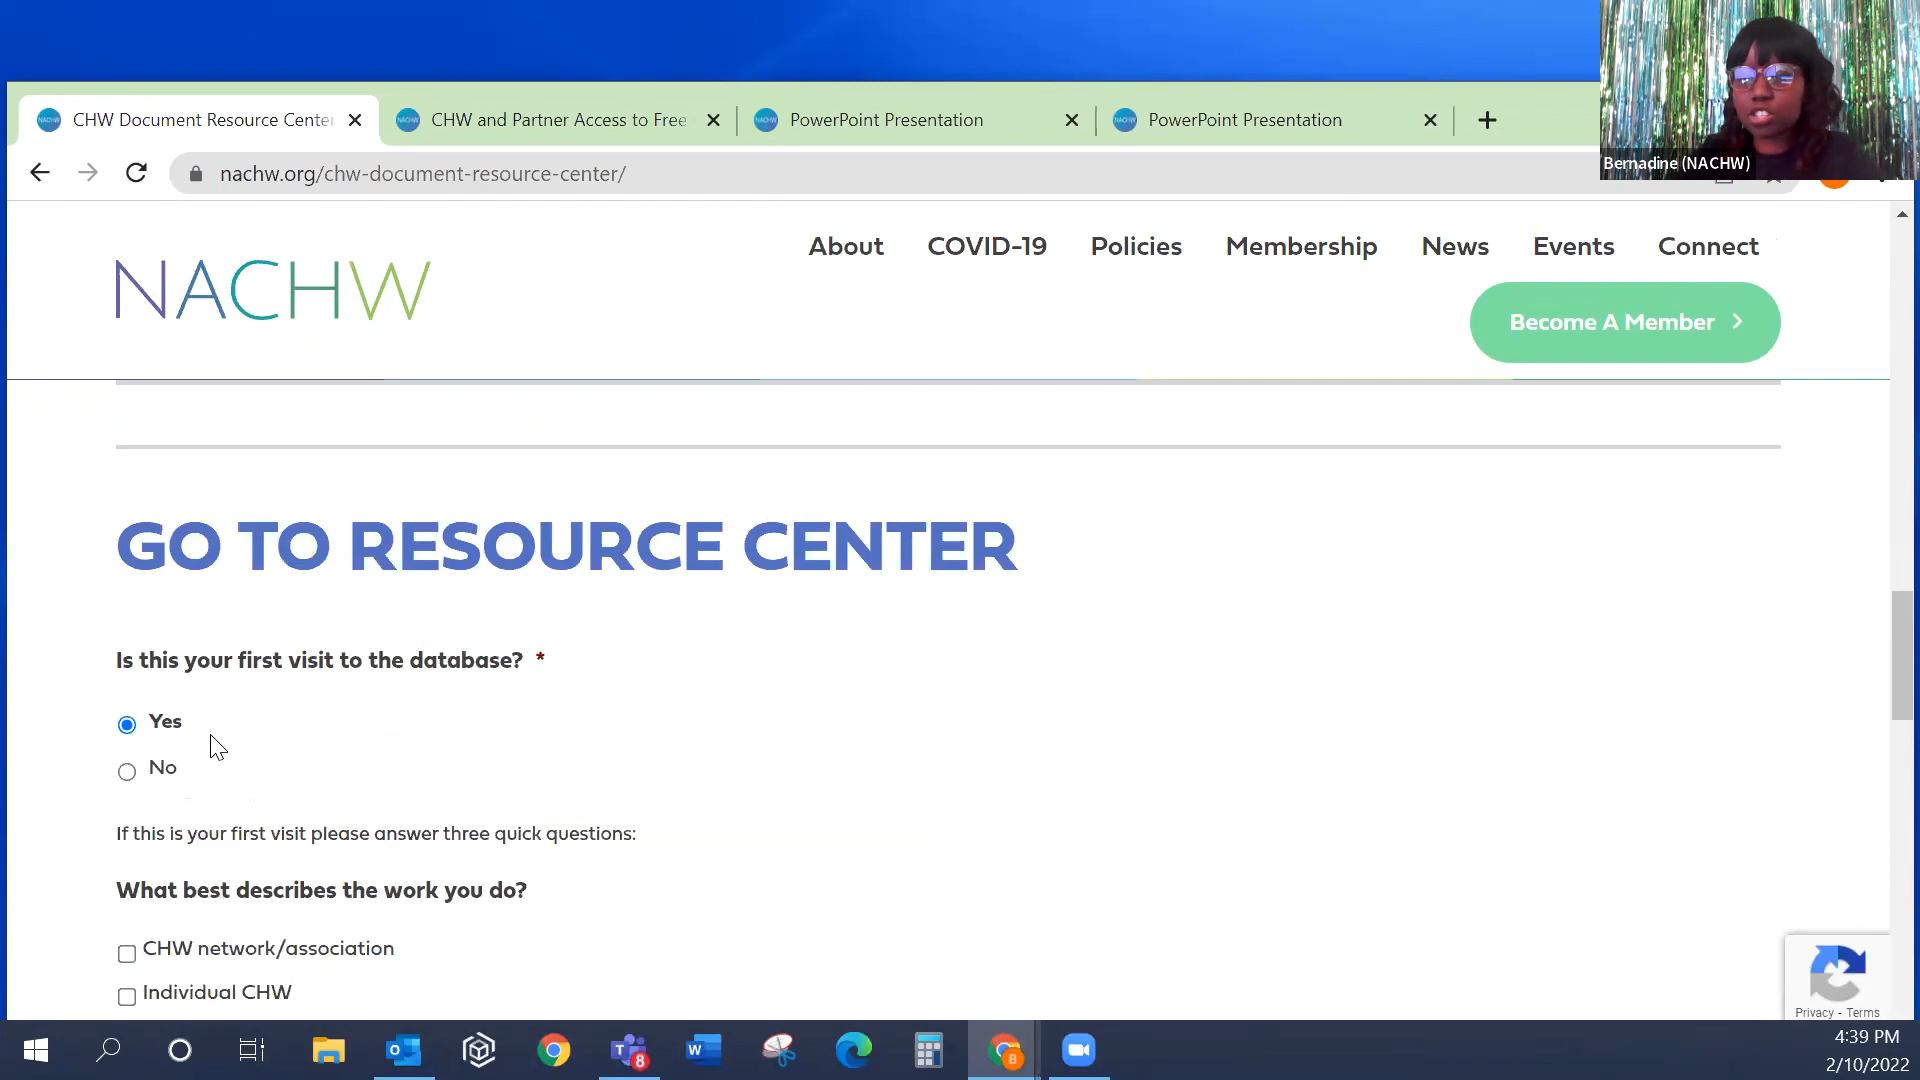 CHW Document Resource Cente
CHW and Partner Access to Free
PowerPoint Presentation
PowerPoint Presentation
Bernadine (NACHW)
nachw.org/chw-document-resource-center/
NACHW
About
COVID-19
Policies
Membership
News
Events
Connect
Become A Member
GO TO RESOURCE CENTER
Is this your first visit to the database? *
Yes
No
If this is your first visit please answer three quick questions:
What best describes the work you do?
CHW network/association
Individual CHW
Privacy - Terms
8
B
4:39 PM
2/10/2022